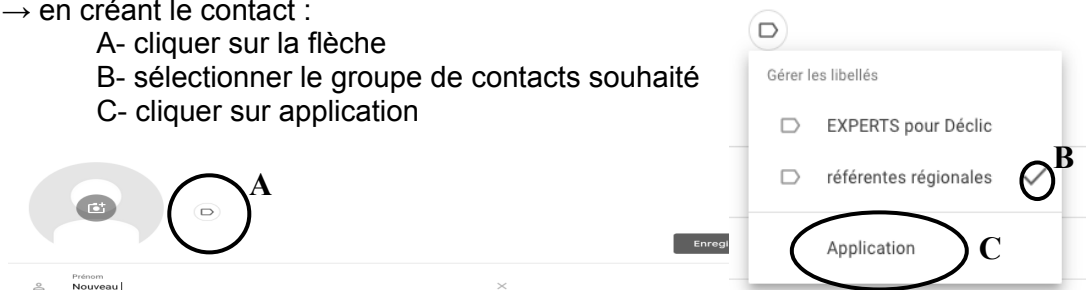 → en créant le contact :
A- cliquer sur la flèche
B- sélectionner le groupe de contacts souhaité
C- cliquer sur application
A
Enregi
Prénom
Nouveau
Gérer les libellés
EXPERTS pour Déclic
référentes régionales
B
Application
C